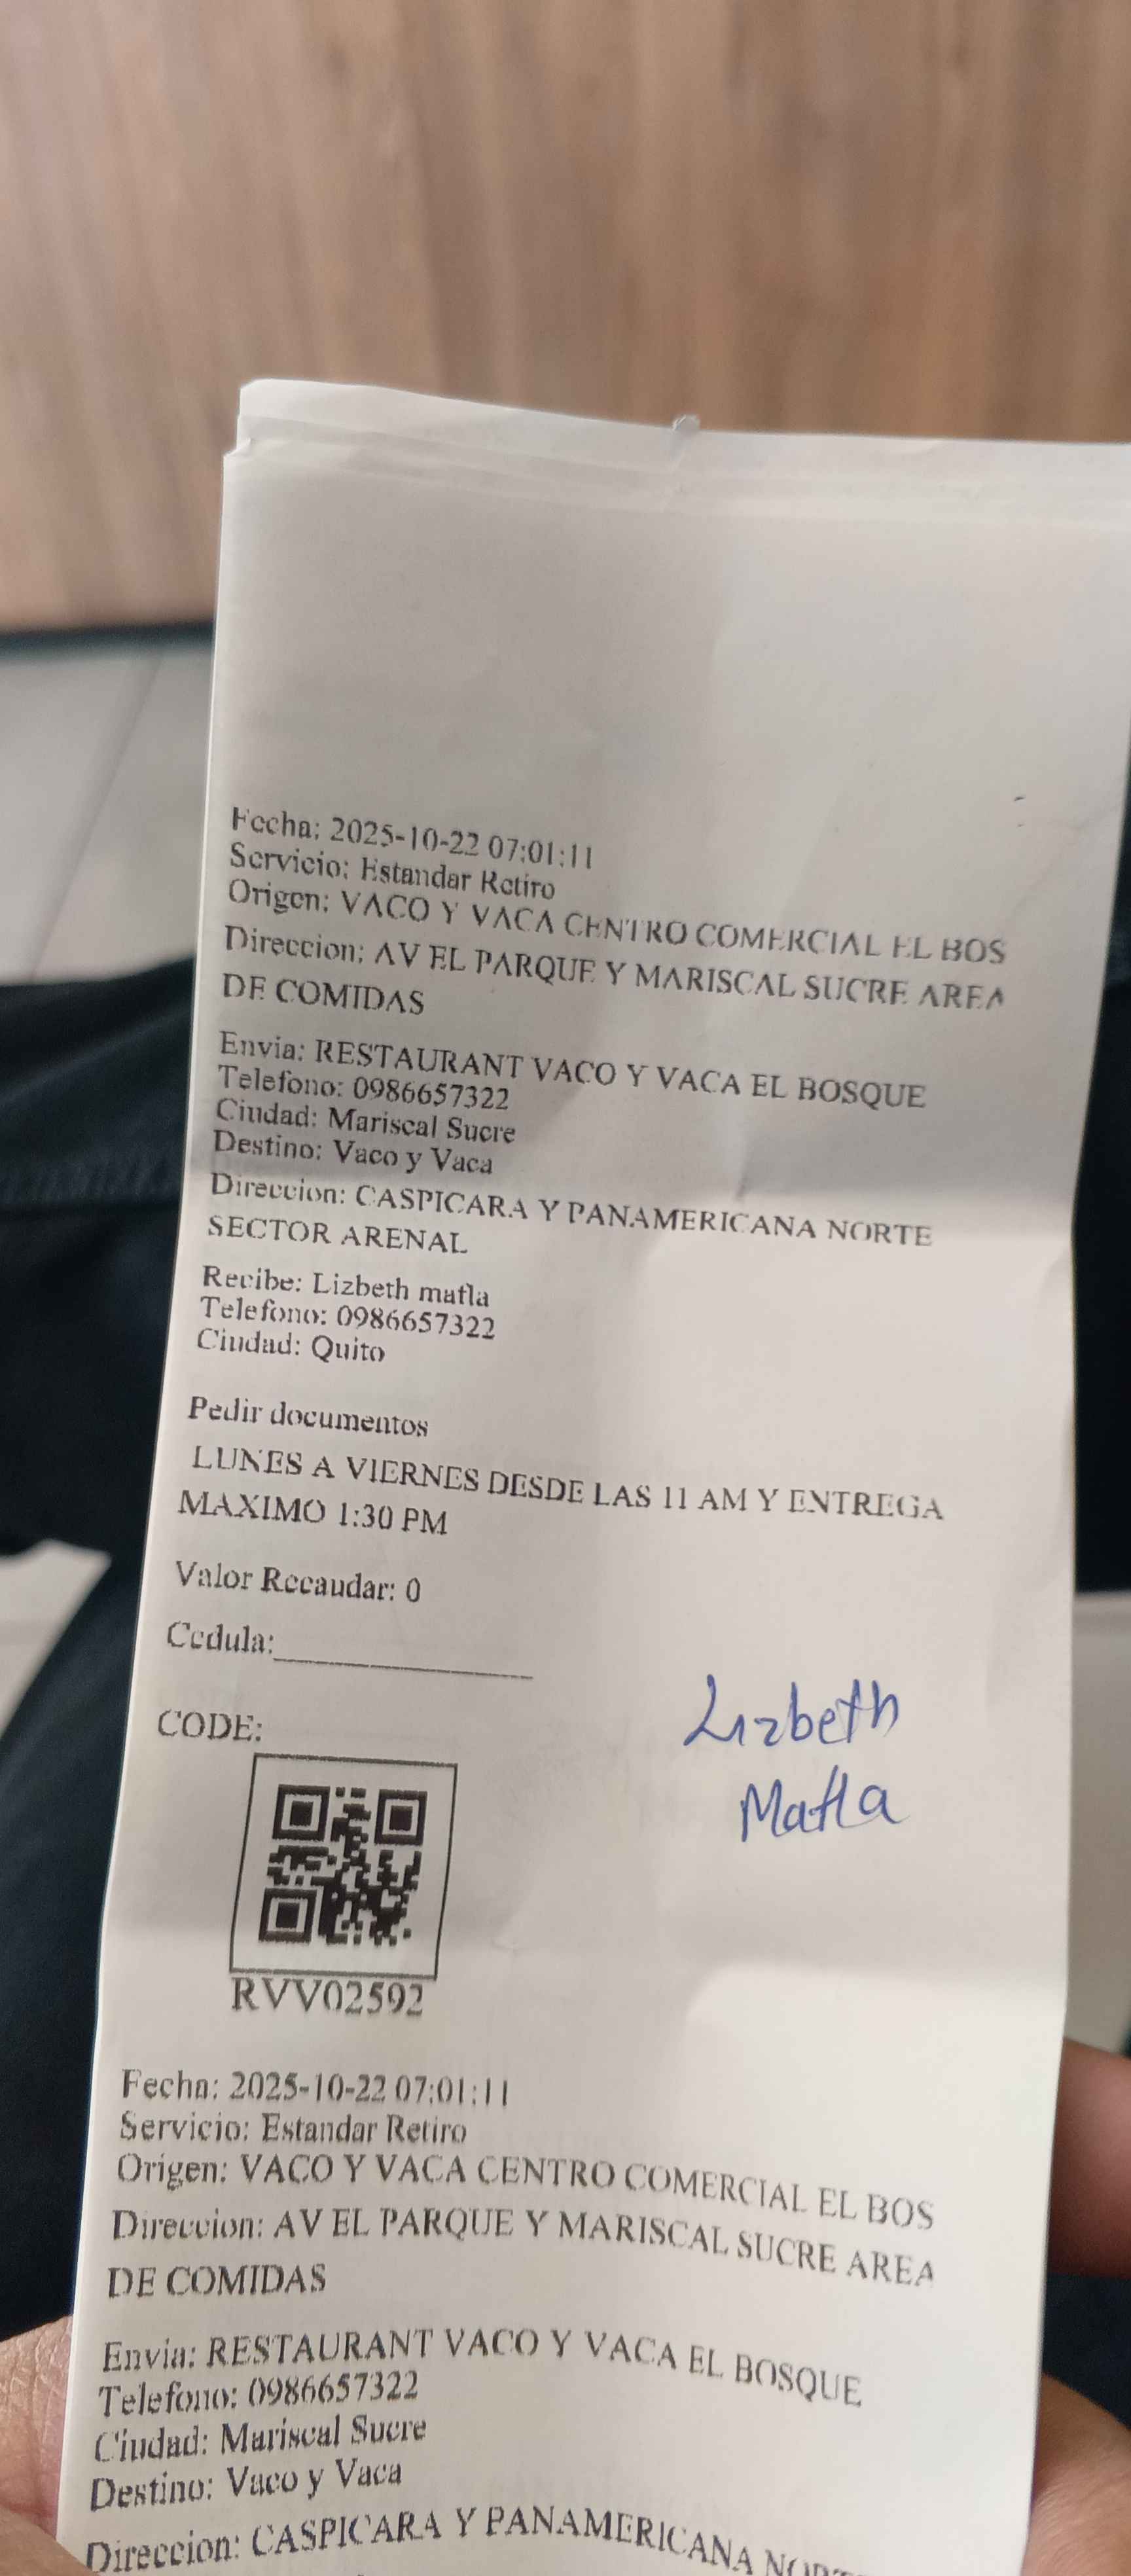 Fecha: 2025-10-22 07:01:11
Servicio: Estandar Retiro
Origen: VACO Y VACA CENTRO COMERCIAL EL BOS
Direccion: AV EL PARQUE Y MARISCAL SUCRE AREA
DE COMIDAS
Envia: RESTAURANT VACO Y VACA EL BOSQUE
Telefono: 0986657322
Ciudad: Mariscal Sucre
Destino: Vaco y Vaca
Direccion: CASPICARA Y PANAMERICANA NORTE
SECTOR ARENAL
Recibe: Lizbeth mafla
Telefono: 0986657322
Ciudad: Quito
Pedir documentos
LUNES A VIERNES DESDE LAS 11 AM Y ENTREGA
MAXIMO 1:30 PM
Valor Recaudar: 0
Cedula:
Lizbeth
Mafla
CODE:
RVV02592
Fecha: 2025-10-22 07:01:11
Servicio: Estandar Retiro
Origen: VACO Y VACA CENTRO COMERCIAL EL BOS
Direccion: AV EL PARQUE Y MARISCAL SUCRE AREA
DE COMIDAS
Envia: RESTAURANT VACO Y VACA EL BOSQUE
Telefono: 0986657322
Ciudad: Mariscal Sucre
Destino: Vaco y Vaca
Direccion: CASPICARA Y PANAMERICANA